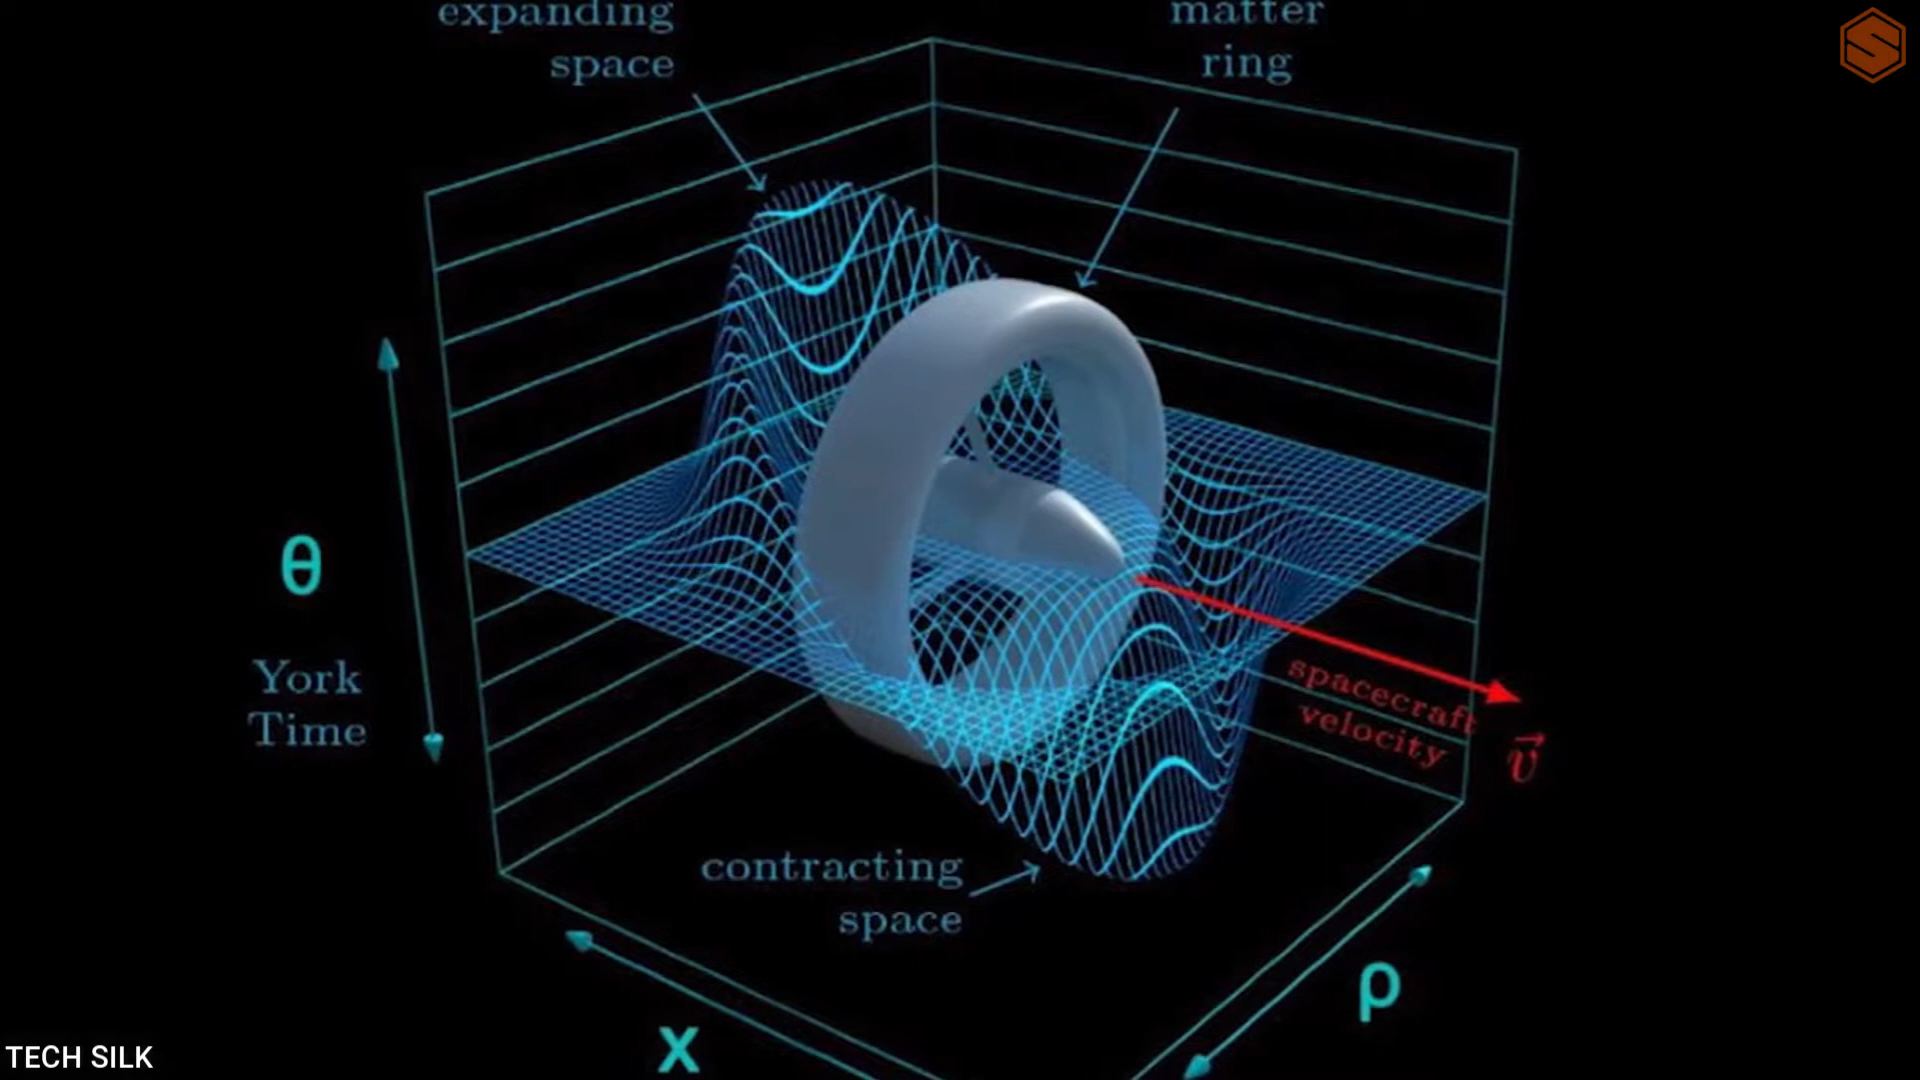 expanding
space
matter
ring
θ
York
Time
spacecraft
velocity
v⃗
contracting
space
ρ
x
TECH SILK